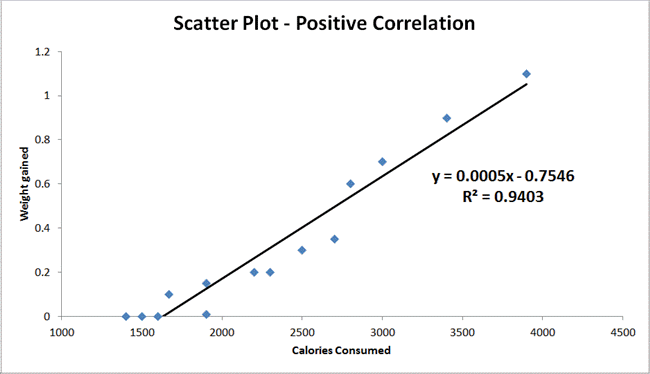 Scatter Plot - Positive Correlation
1.2
1
0.8
0.6
0.4
0.2
0
Weight gained
y = 0.0005x - 0.7546
R² = 0.9403
1000 1500 2000 2500 3000 3500 4000 4500
Calories Consumed